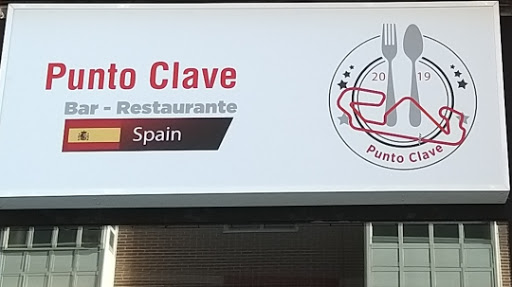 Punto Clave
Bar - Restaurante
Spain
20 19
Punto Clave